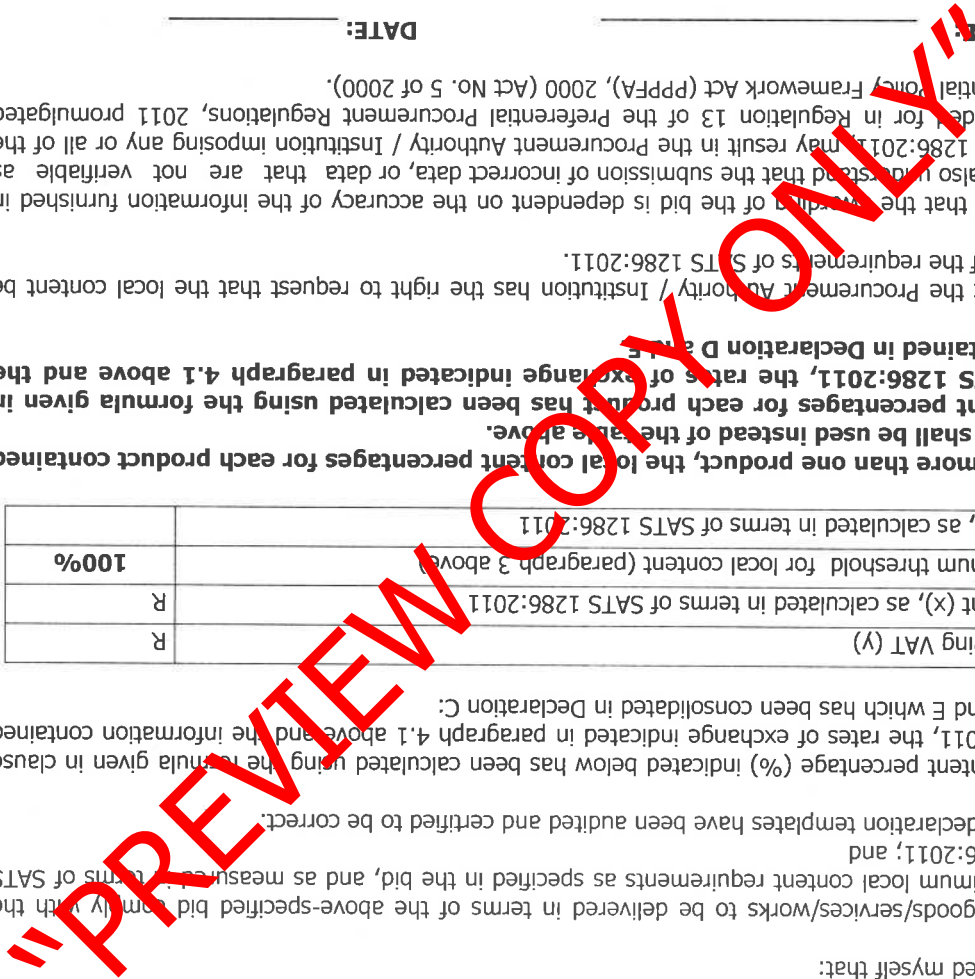 ed myself that:
goods/services/works to be delivered in terms of the above-specified bid comply with the
imum local content requirements as specified in the bid, and as measured in terms of SATS
6:2011; and
declaration templates have been audited and certified to be correct.
ntent percentage (%) indicated below has been calculated using the formula given in clause
011, the rates of exchange indicated in paragraph 4.1 above and the information contained
nd E which has been consolidated in Declaration C:
ding VAT (y) R
nt (x), as calculated in terms of SATS 1286:2011 R
num threshold for local content (paragraph 3 above) 100%
, as calculated in terms of SATS 1286:2011
more than one product, the local content percentages for each product contained
shall be used instead of the table above.
nt percentages for each product has been calculated using the formula given in
S 1286:2011, the rates of exchange indicated in paragraph 4.1 above and the
tained in Declaration D and E.
t the Procurement Authority / Institution has the right to request that the local content be
f the requirements of SATS 1286:2011.
that the awarding of the bid is dependent on the accuracy of the information furnished in
also understand that the submission of incorrect data, or data that are not verifiable as
1286:2011, may result in the Procurement Authority / Institution imposing any or all of the
ded for in Regulation 13 of the Preferential Procurement Regulations, 2011 promulgated
ntial Policy Framework Act (PPPFA), 2000 (Act No. 5 of 2000).
: DATE:
"PREVIEW COPY ONLY"